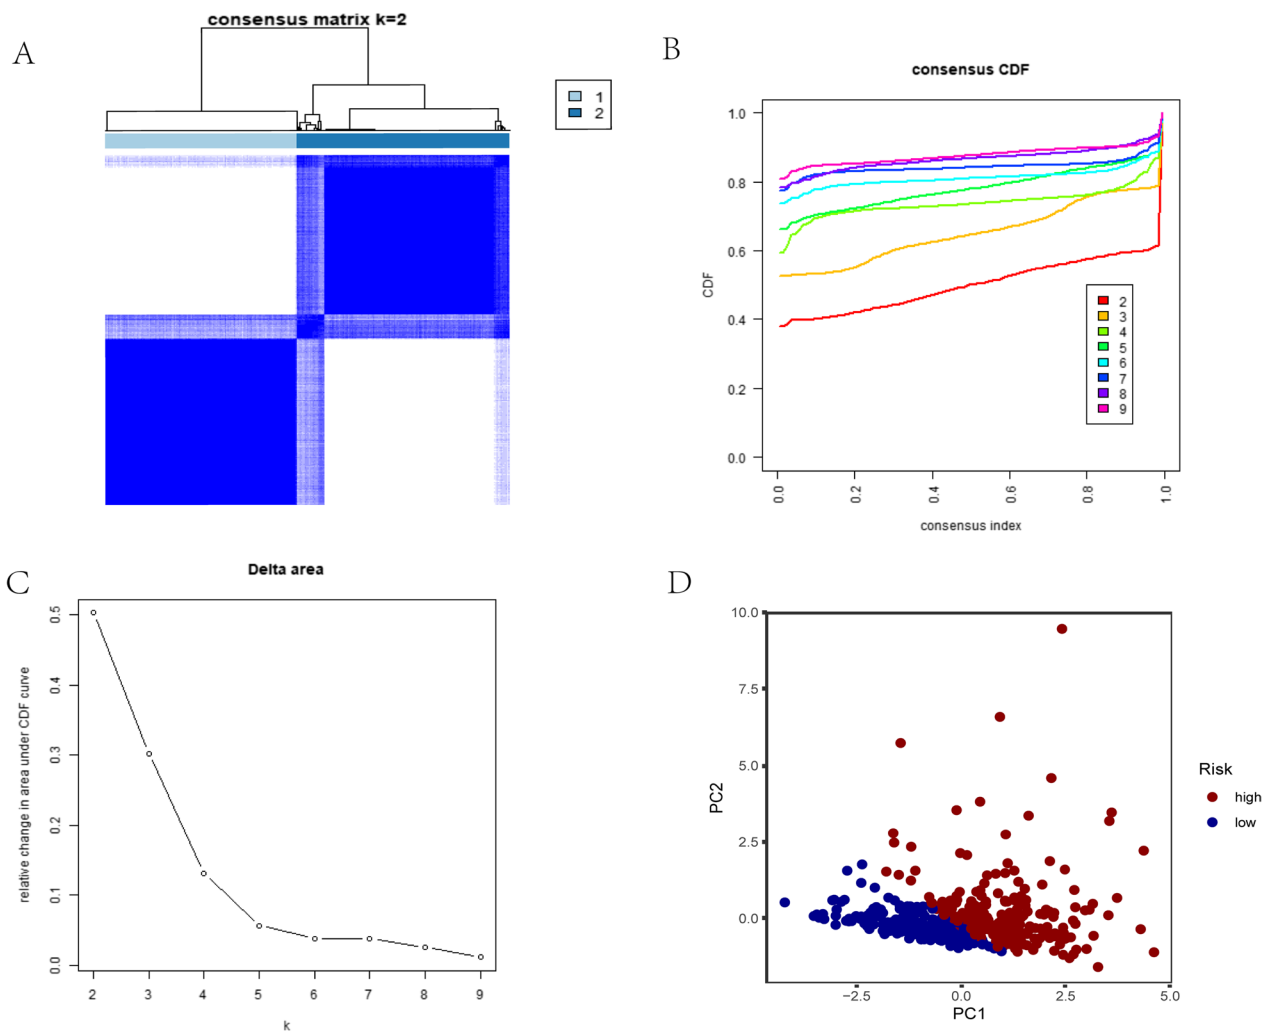 A
consensus matrix k=2
1
2
B
consensus CDF
CDF
1.0
0.8
0.6
0.4
0.2
0.0
0.0
0.2
0.4
0.6
0.8
1.0
consensus index
2
3
4
5
6
7
8
9
C
Delta area
relative change in area under CDF curve
0.5
0.4
0.3
0.2
0.1
0.0
2
3
4
5
6
7
8
9
k
D
PC2
10.0
7.5
5.0
2.5
0.0
−2.5
0.0
2.5
5.0
PC1
Risk
high
low